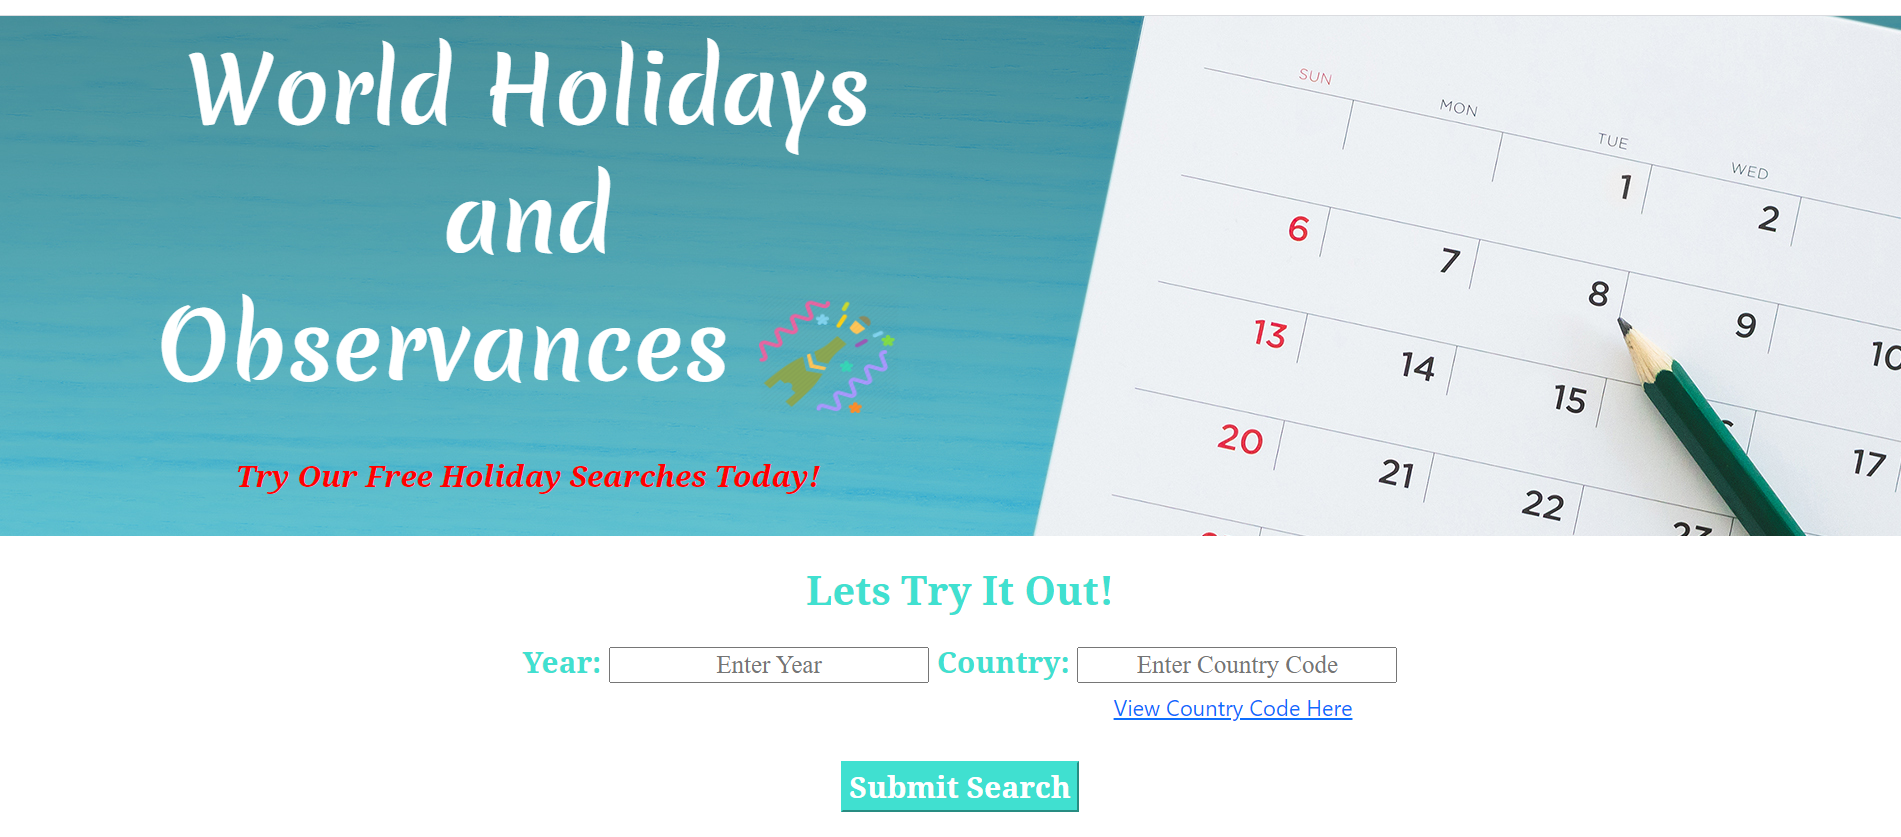 World Holidays
and
Observances
Try Our Free Holiday Searches Today!
SUN MON TUE WED
1 2
6 7 8 9 10
13 14 15 17
20 21 22 23
Lets Try It Out!
Year: Enter Year Country: Enter Country Code
View Country Code Here
Submit Search